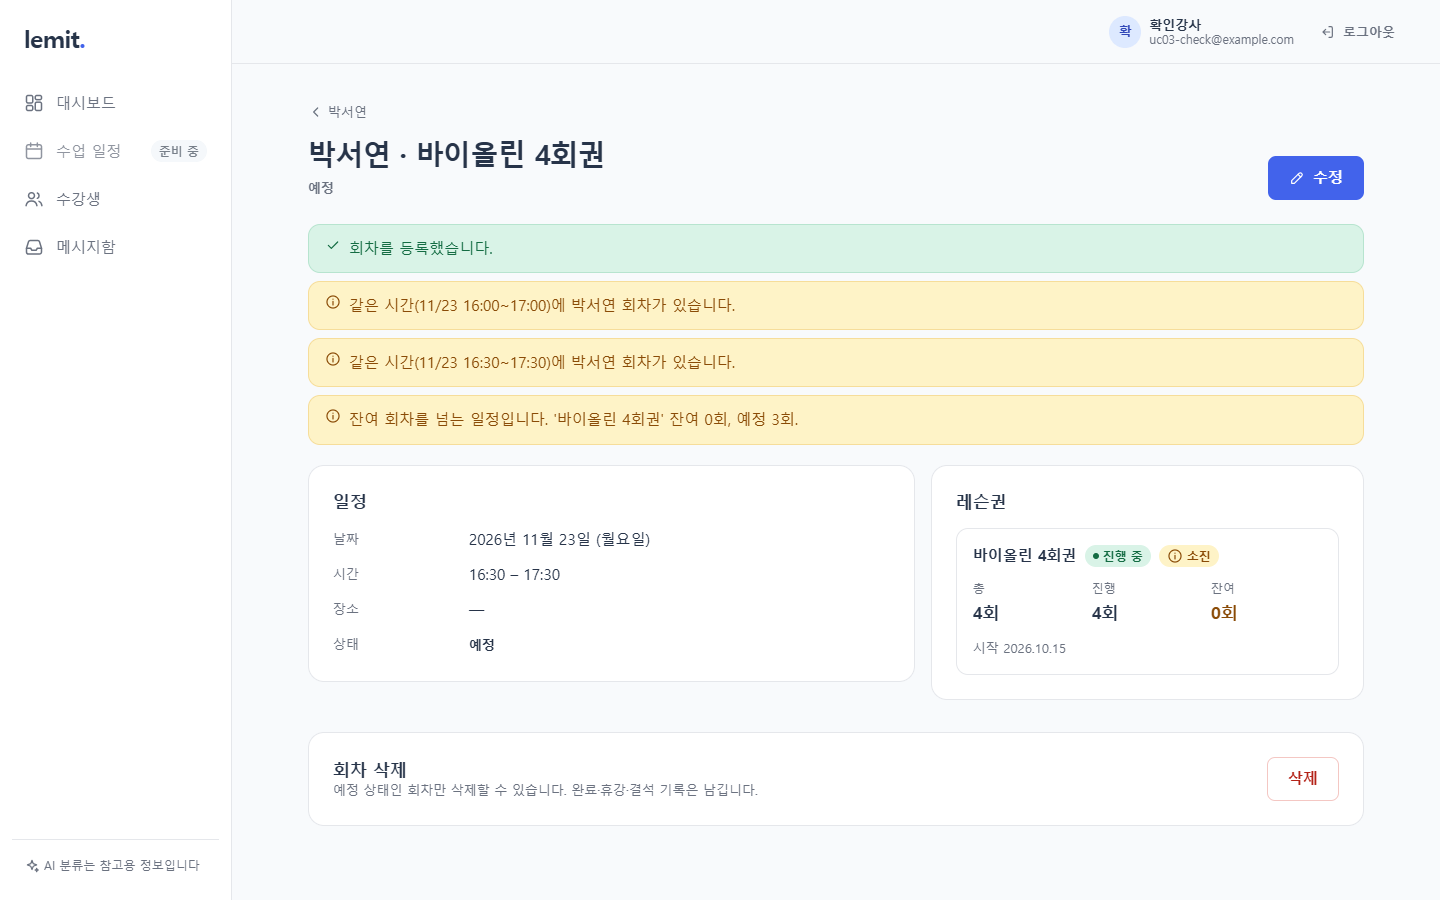 lemit.
대시보드
수업 일정 준비 중
수강생
메시지함
AI 분류는 참고용 정보입니다
확 확인강사
uc03-check@example.com
로그아웃
박서연
박서연 · 바이올린 4회권
예정
수정
회차를 등록했습니다.
같은 시간(11/23 16:00~17:00)에 박서연 회차가 있습니다.
같은 시간(11/23 16:30~17:30)에 박서연 회차가 있습니다.
잔여 회차를 넘는 일정입니다. '바이올린 4회권' 잔여 0회, 예정 3회.
일정
날짜 2026년 11월 23일 (월요일)
시간 16:30 – 17:30
장소 —
상태 예정
레슨권
바이올린 4회권 진행 중 소진
총 진행 잔여
4회 4회 0회
시작 2026.10.15
회차 삭제
예정 상태인 회차만 삭제할 수 있습니다. 완료·휴강·결석 기록은 남깁니다.
삭제